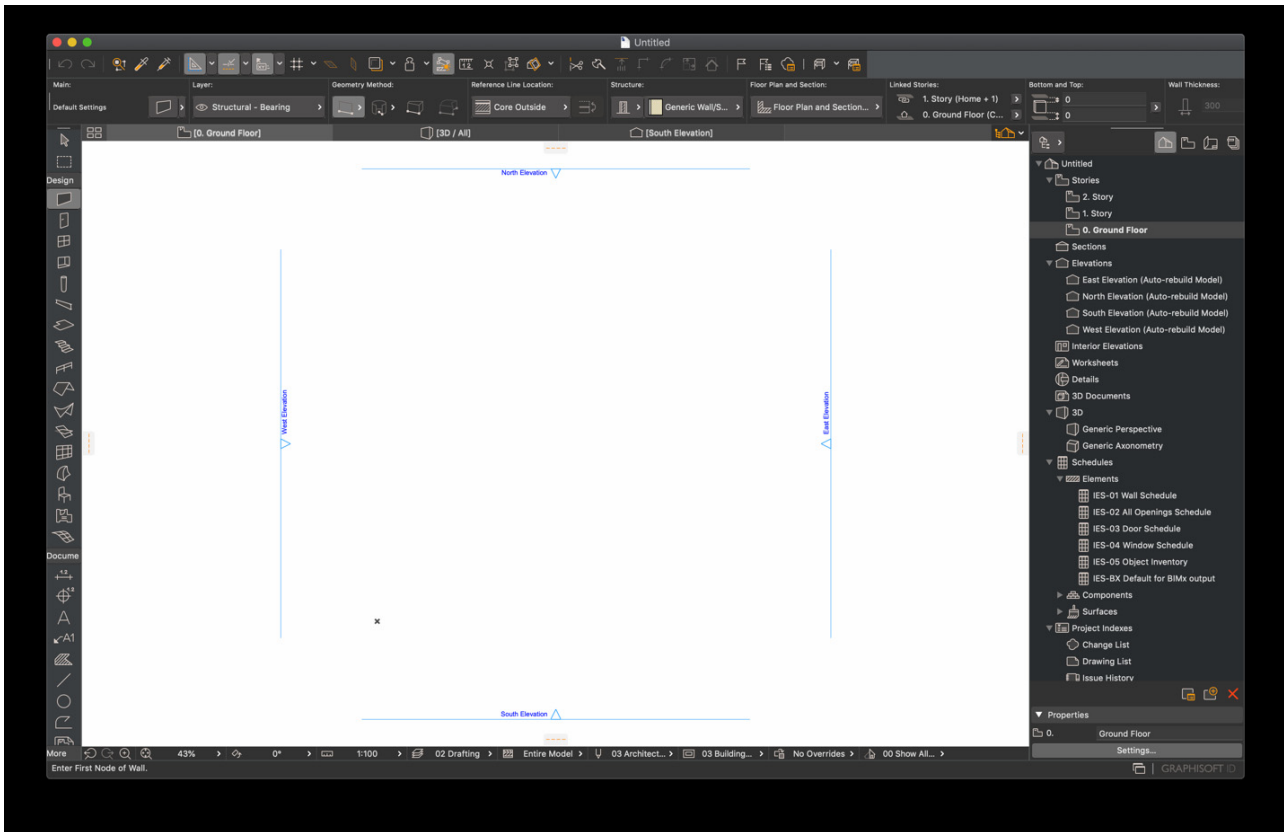 Untitled
Main:
Layer:
Geometry Method:
Reference Line Location:
Structure:
Floor Plan and Section:
Linked Stories:
Bottom and Top:
Wall Thickness:
Default Settings
Structural - Bearing
Core Outside
Generic Wall/S...
Floor Plan and Section...
1. Story (Home + 1)
0
300
0. Ground Floor (C...
0
[0. Ground Floor]
[3D / All]
[South Elevation]
Design
Docume
More
North Elevation
West Elevation
East Elevation
South Elevation
Untitled
Stories
2. Story
1. Story
0. Ground Floor
Sections
Elevations
East Elevation (Auto-rebuild Model)
North Elevation (Auto-rebuild Model)
South Elevation (Auto-rebuild Model)
West Elevation (Auto-rebuild Model)
Interior Elevations
Worksheets
Details
3D Documents
3D
Generic Perspective
Generic Axonometry
Schedules
Elements
IES-01 Wall Schedule
IES-02 All Openings Schedule
IES-03 Door Schedule
IES-04 Window Schedule
IES-05 Object Inventory
IES-BX Default for BIMx output
Components
Surfaces
Project Indexes
Change List
Drawing List
Issue History
Properties
0. Ground Floor
Settings...
43%
0°
1:100
02 Drafting
Entire Model
03 Architect...
03 Building...
No Overrides
00 Show All...
Enter First Node of Wall.
GRAPHISOFT ID